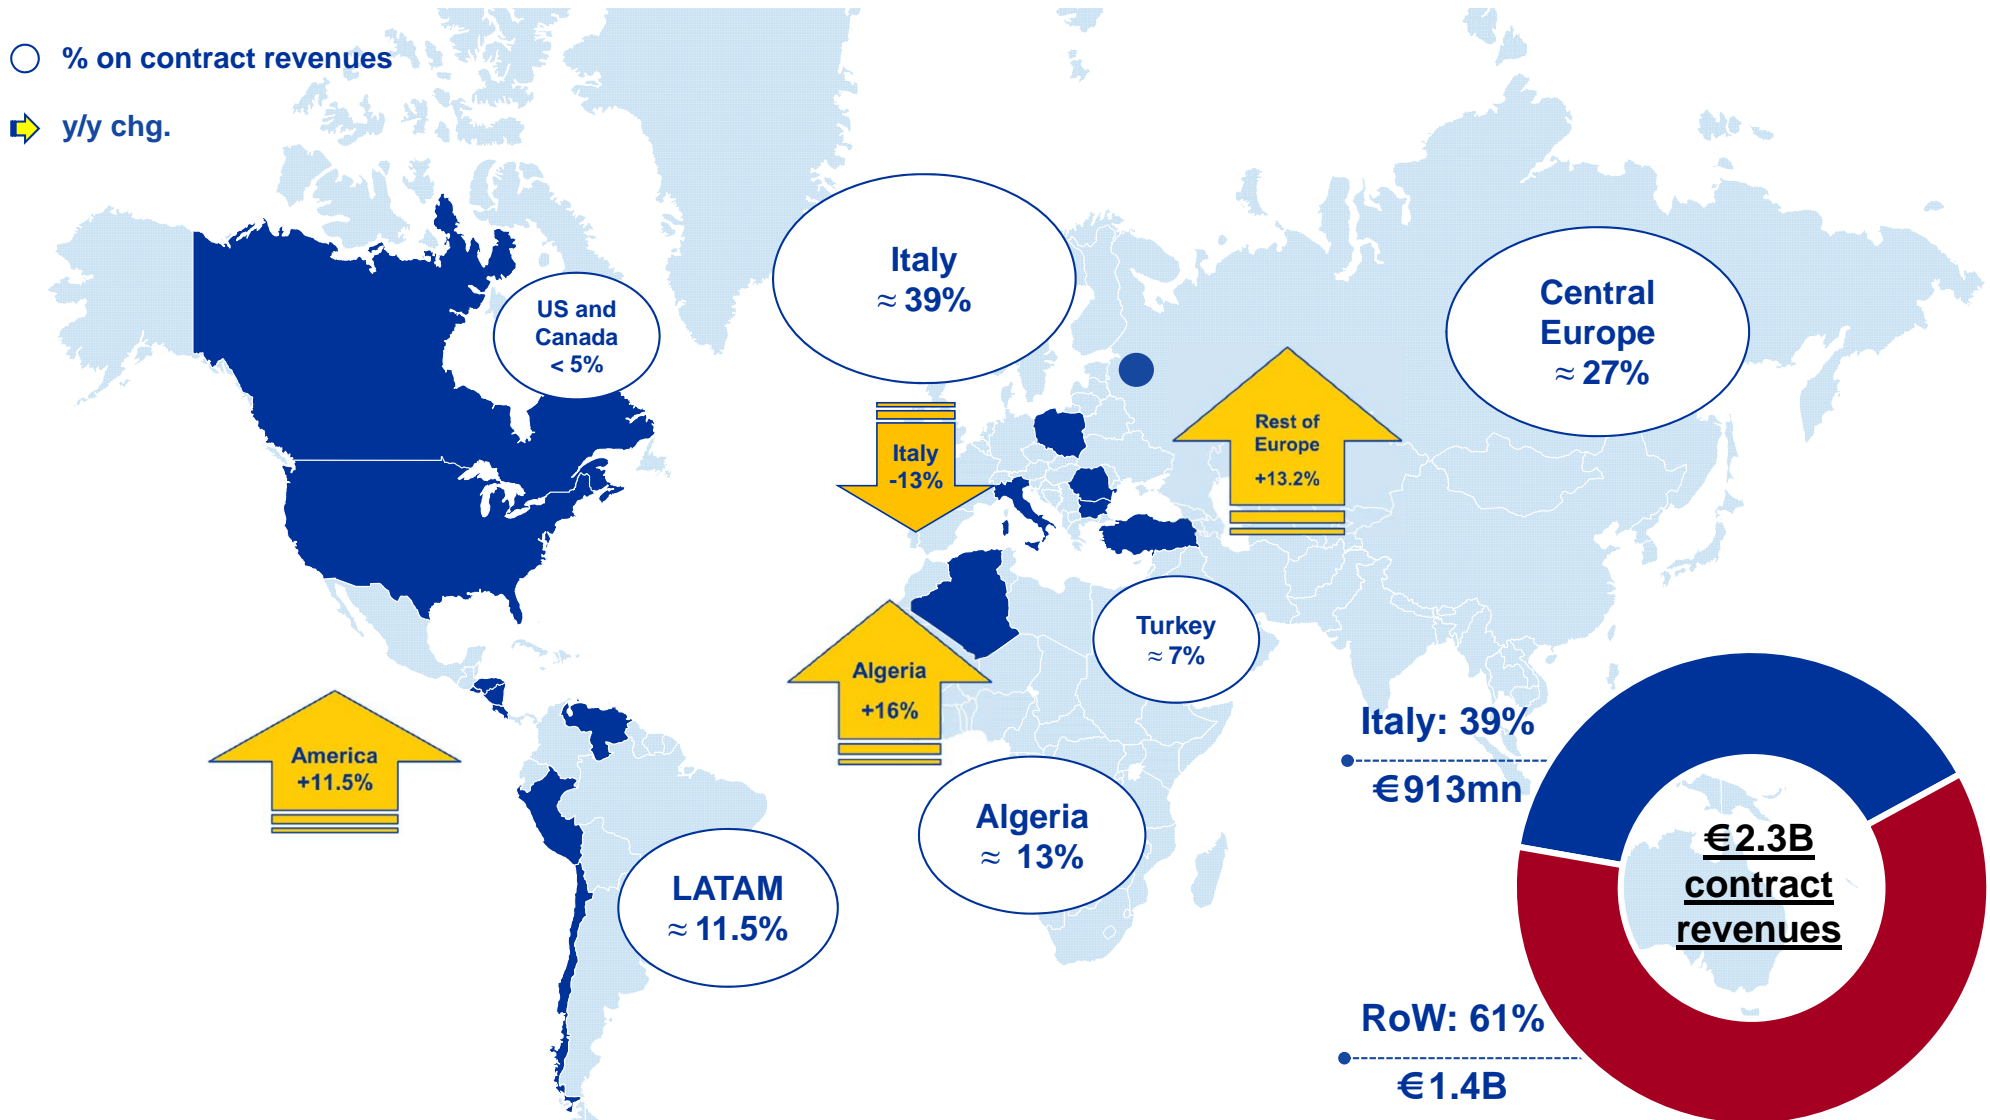 % on contract revenues
y/y chg.
US and
Canada
< 5%
Italy
≈ 39%
Central
Europe
≈ 27%
Italy
-13%
Rest of
Europe
+13.2%
Turkey
≈ 7%
Algeria
+16%
America
+11.5%
Algeria
≈ 13%
LATAM
≈ 11.5%
Italy: 39%
€913mn
€2.3B
contract
revenues
RoW: 61%
€1.4B